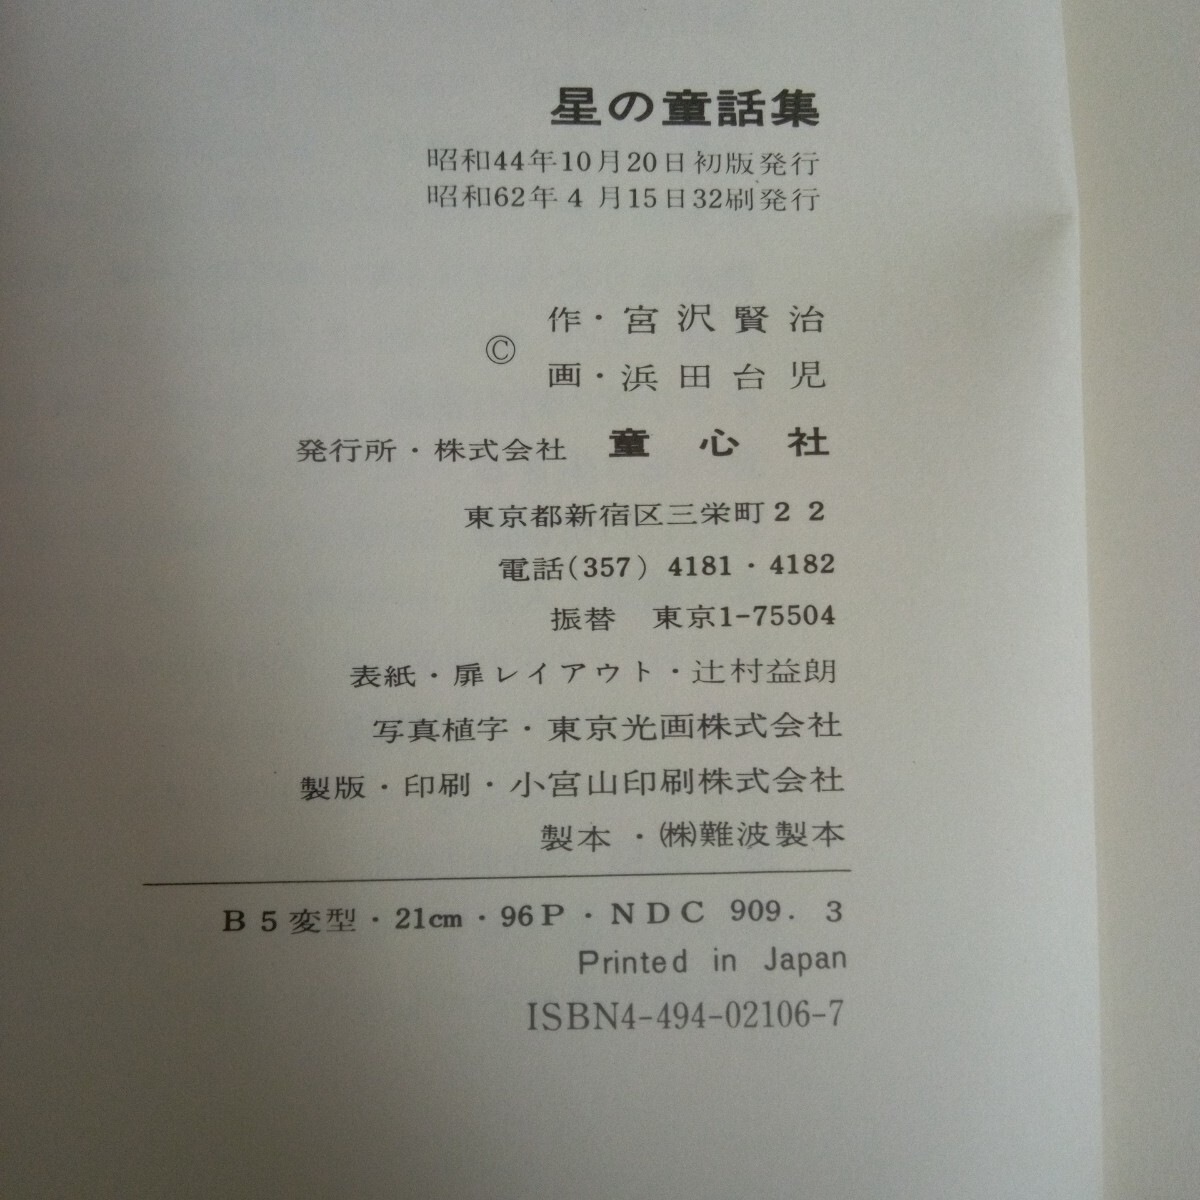 星の童話集
昭和44年10月20日初版発行
昭和62年4月15日32刷発行
作・宮沢賢治
©
画・浜田台児
発行所・株式会社 童心社
東京都新宿区三栄町22
電話(357) 4181・4182
振替 東京1-75504
表紙・扉レイアウト・辻村益朗
写真植字・東京光画株式会社
製版・印刷・小宮山印刷株式会社
製本・㈱難波製本
B5変型・21cm・96P・NDC 909.3
Printed in Japan
ISBN4-494-02106-7